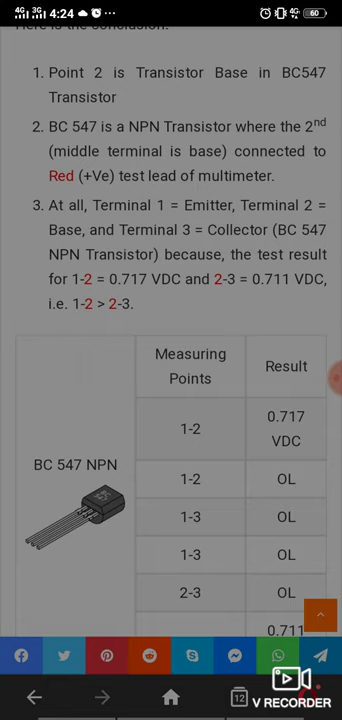 4G 3G 4:24 ... 4G 60
Here is the conclusion:
1. Point 2 is Transistor Base in BC547
Transistor
2. BC 547 is a NPN Transistor where the 2nd
(middle terminal is base) connected to
Red (+Ve) test lead of multimeter.
3. At all, Terminal 1 = Emitter, Terminal 2 =
Base, and Terminal 3 = Collector (BC 547
NPN Transistor) because, the test result
for 1-2 = 0.717 VDC and 2-3 = 0.711 VDC,
i.e. 1-2 > 2-3.
Measuring
Points
Result
BC 547 NPN
1-2
0.717
VDC
1-2 OL
1-3 OL
1-3 OL
2-3 OL
0.711
12
V RECORDER